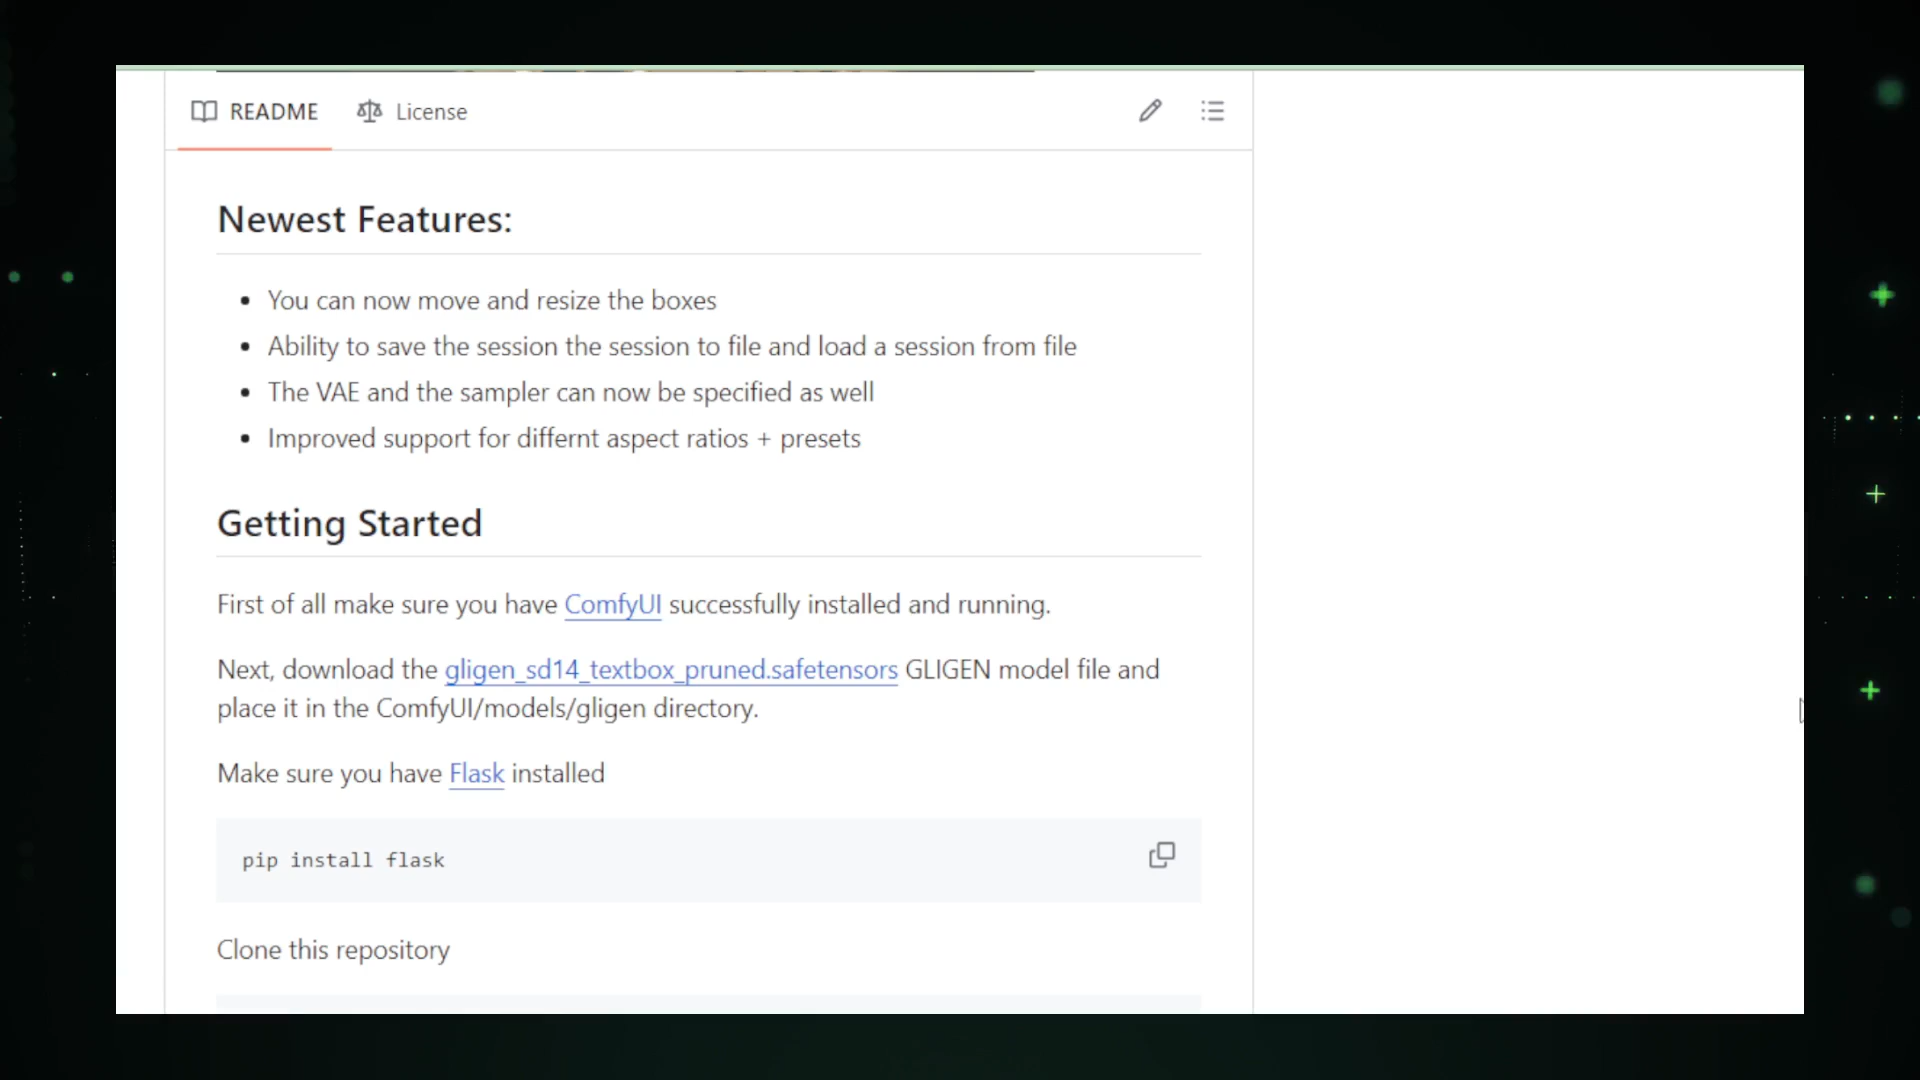 README License
Newest Features:
You can now move and resize the boxes
Ability to save the session the session to file and load a session from file
The VAE and the sampler can now be specified as well
Improved support for differnt aspect ratios + presets
Getting Started
First of all make sure you have ComfyUI successfully installed and running.
Next, download the gligen_sd14_textbox_pruned.safetensors GLIGEN model file and
place it in the ComfyUI/models/gligen directory.
Make sure you have Flask installed
pip install flask
Clone this repository